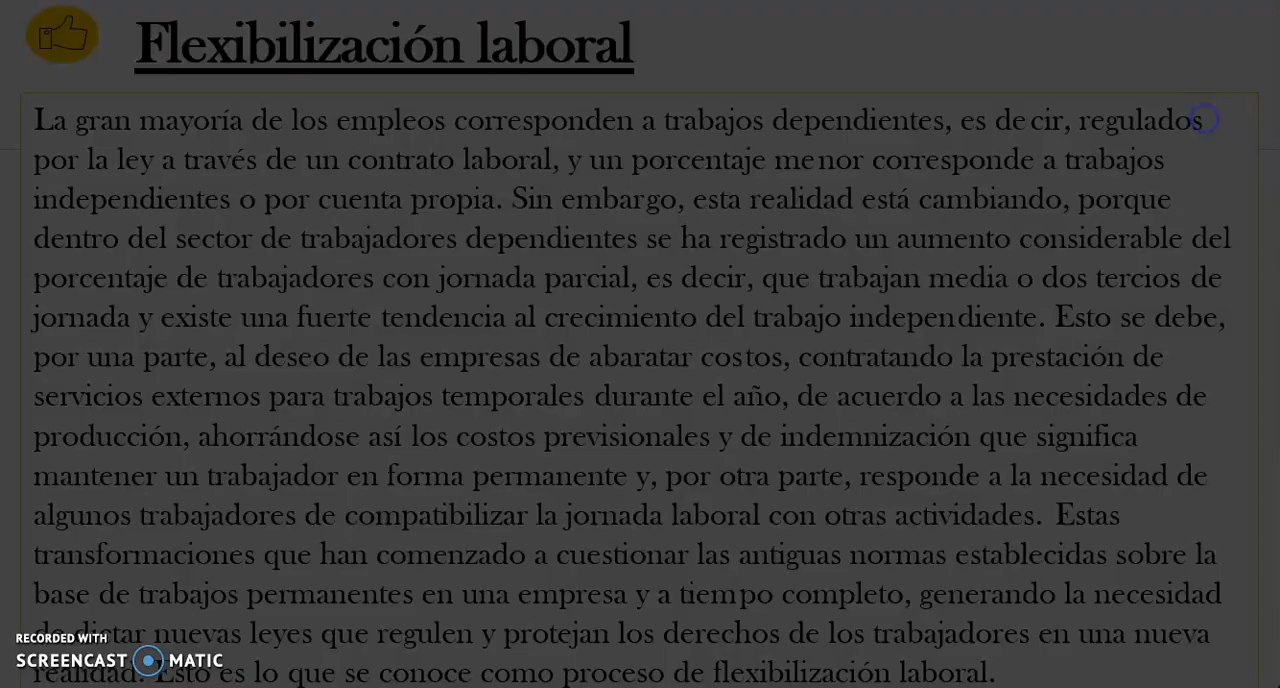 Flexibilización laboral
La gran mayoría de los empleos corresponden a trabajos dependientes, es decir, regulados
por la ley a través de un contrato laboral, y un porcentaje menor corresponde a trabajos
independientes o por cuenta propia. Sin embargo, esta realidad está cambiando, porque
dentro del sector de trabajadores dependientes se ha registrado un aumento considerable del
porcentaje de trabajadores con jornada parcial, es decir, que trabajan media o dos tercios de
jornada y existe una fuerte tendencia al crecimiento del trabajo independiente. Esto se debe,
por una parte, al deseo de las empresas de abaratar costos, contratando la prestación de
servicios externos para trabajos temporales durante el año, de acuerdo a las necesidades de
producción, ahorrándose así los costos previsionales y de indemnización que significa
mantener un trabajador en forma permanente y, por otra parte, responde a la necesidad de
algunos trabajadores de compatibilizar la jornada laboral con otras actividades. Estas
transformaciones que han comenzado a cuestionar las antiguas normas establecidas sobre la
base de trabajos permanentes en una empresa y a tiempo completo, generando la necesidad
de dictar nuevas leyes que regulen y protejan los derechos de los trabajadores en una nueva
realidad. Esto es lo que se conoce como proceso de flexibilización laboral.
RECORDED WITH
SCREENCAST MATIC